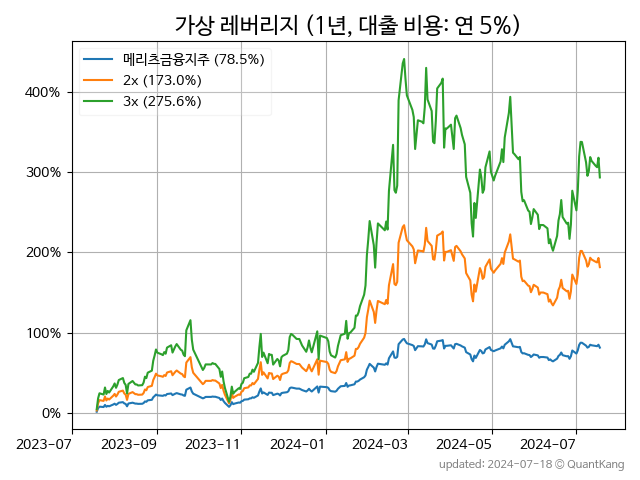 가상 레버리지 (1년, 대출 비용: 연 5%)
메리츠금융지주 (78.5%)
2x (173.0%)
3x (275.6%)
400%
300%
200%
100%
0%
2023-07
2023-09
2023-11
2024-01
2024-03
2024-05
2024-07
updated: 2024-07-18 © QuantKang